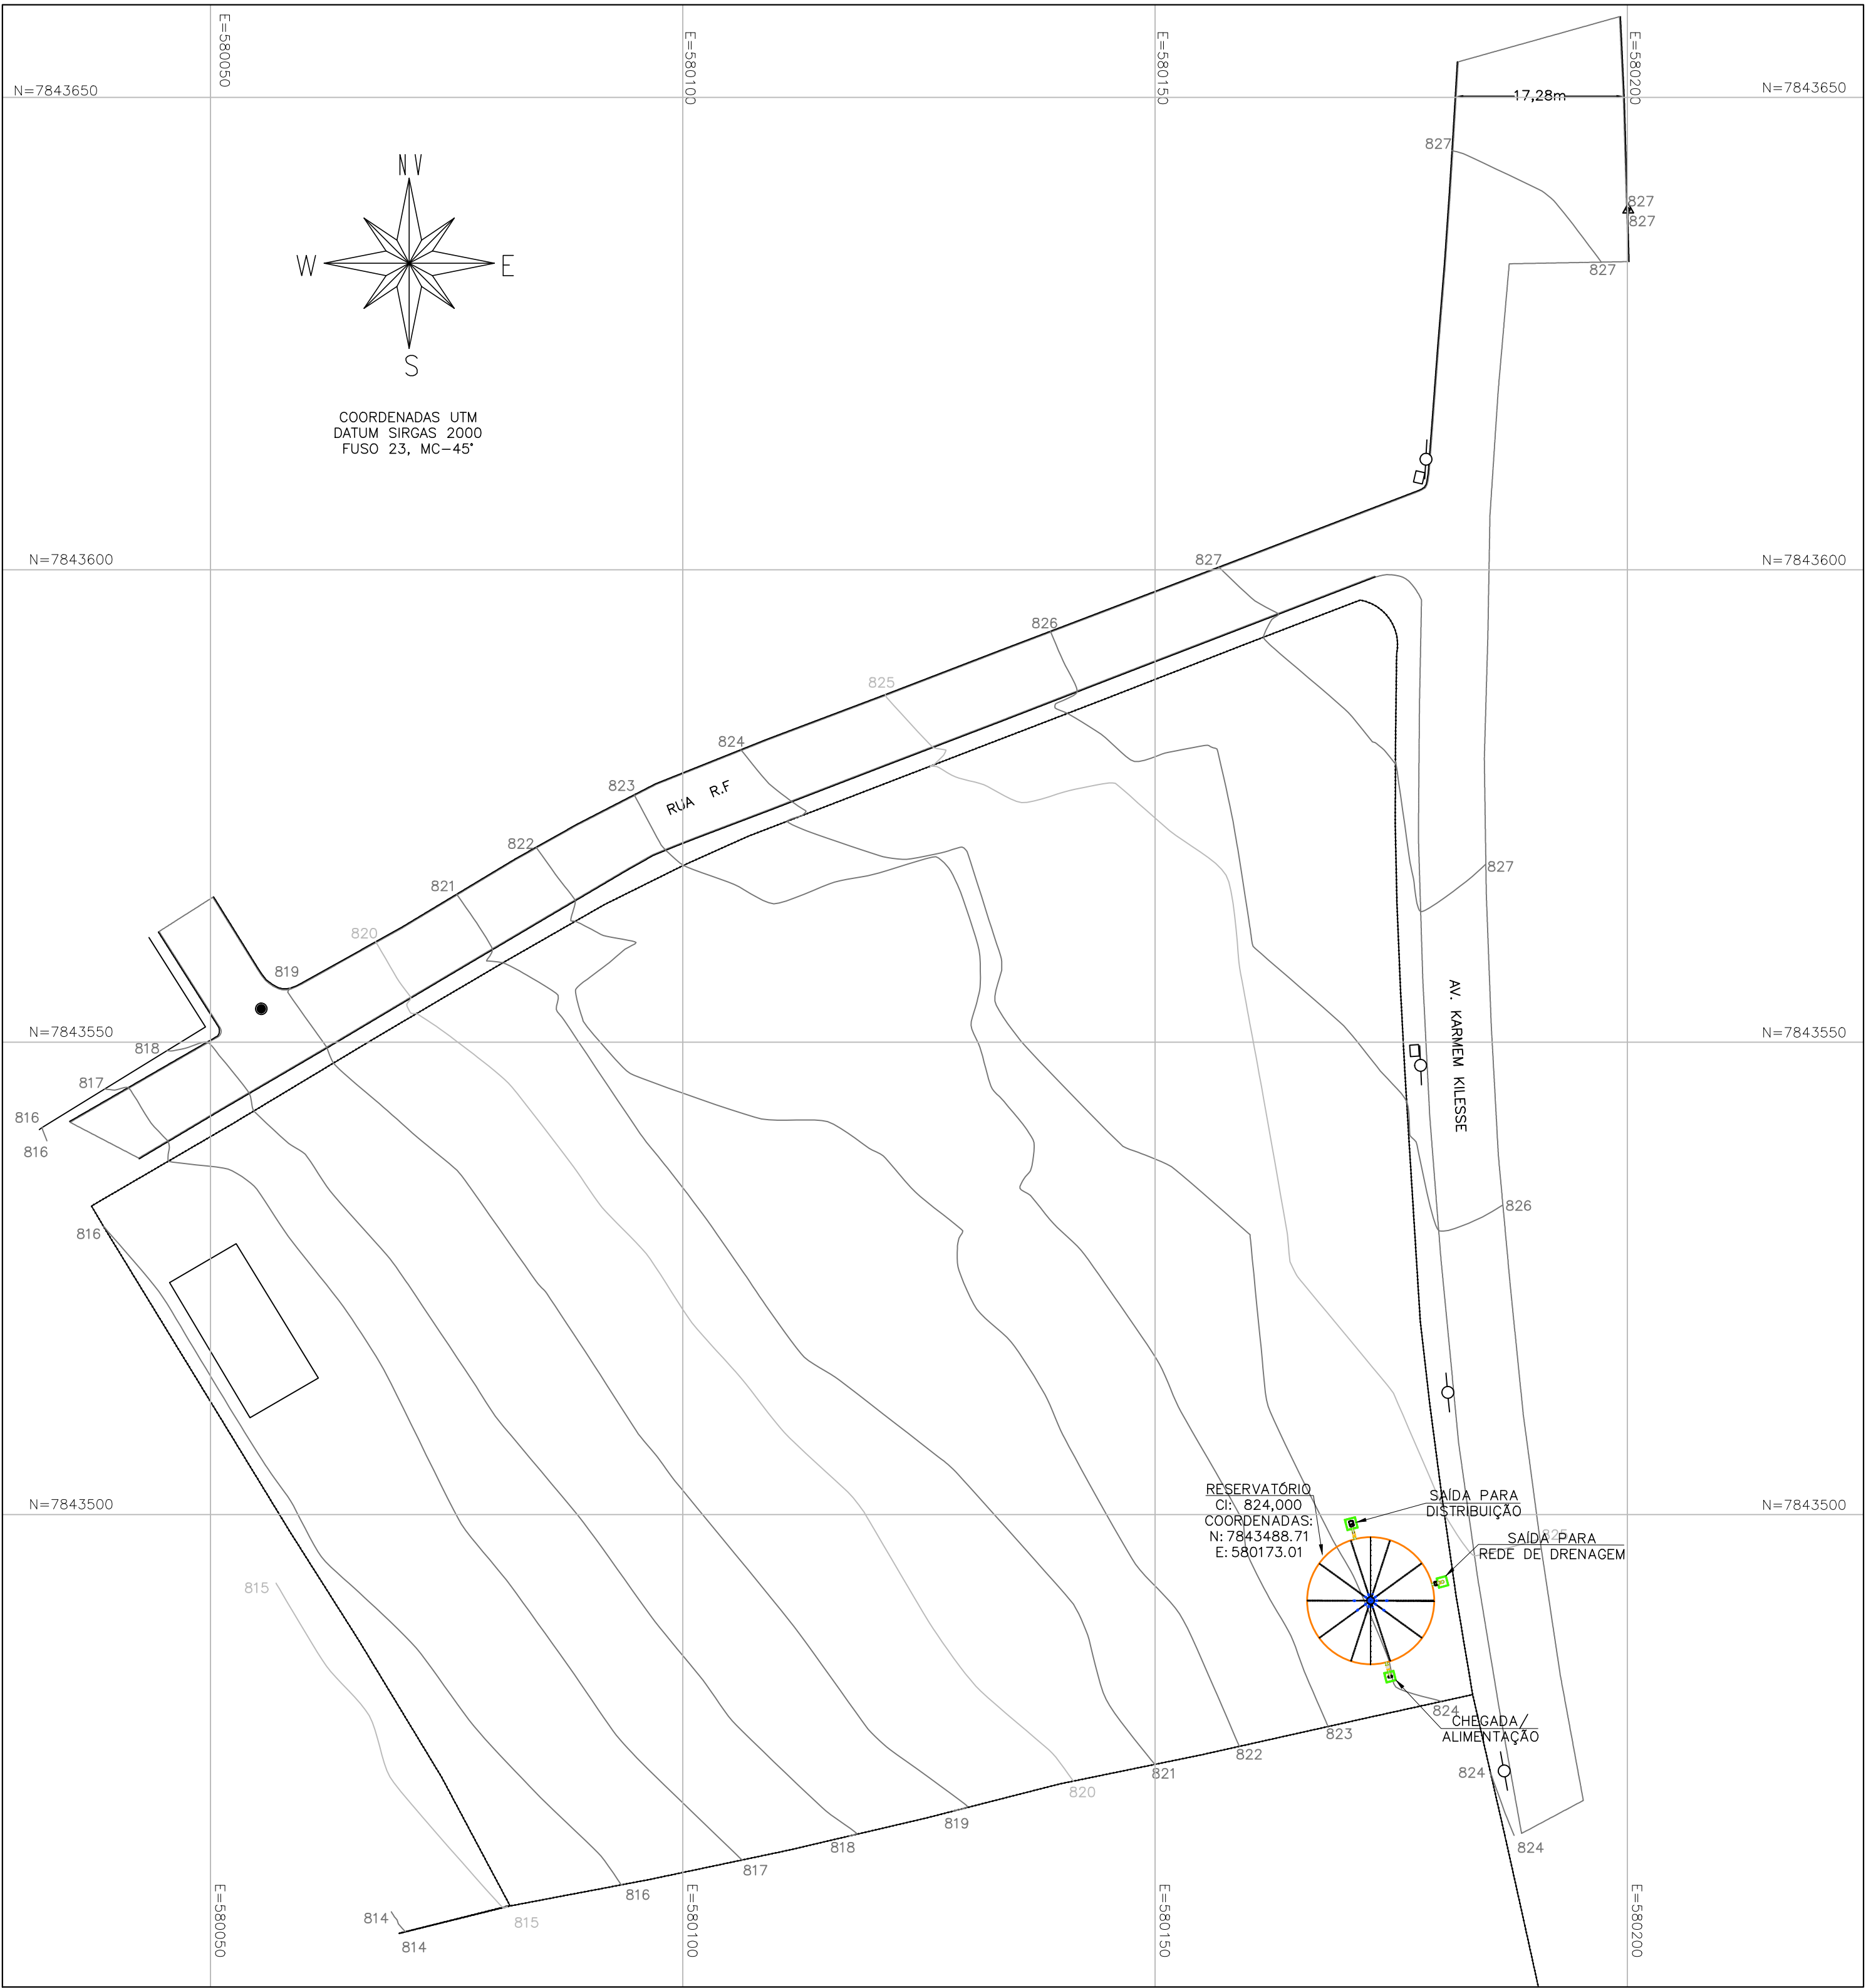 E=580050
E=580100
E=580150
E=580200
N=7843650
N=7843650
17,28m
827
NV
827
827
W
E
827
S
COORDENADAS UTM
DATUM SIRGAS 2000
FUSO 23, MC-45°
N=7843600
827
N=7843600
826
825
824
823
RUA R.F
822
827
821
820
819
AV. KARMEM KILESSE
N=7843550
818
N=7843550
817
816
816
826
816
N=7843500
RESERVATÓRIO
CI: 824,000
COORDENADAS:
N: 7843488.71
E: 580173.01
SAÍDA PARA
DISTRIBUIÇÃO
N=7843500
825
SAÍDA PARA
REDE DE DRENAGEM
815
824
CHEGADA/
ALIMENTAÇÃO
823
822
821
824
820
819
818
824
817
816
815
814
814
E=580050
E=580100
E=580150
E=580200